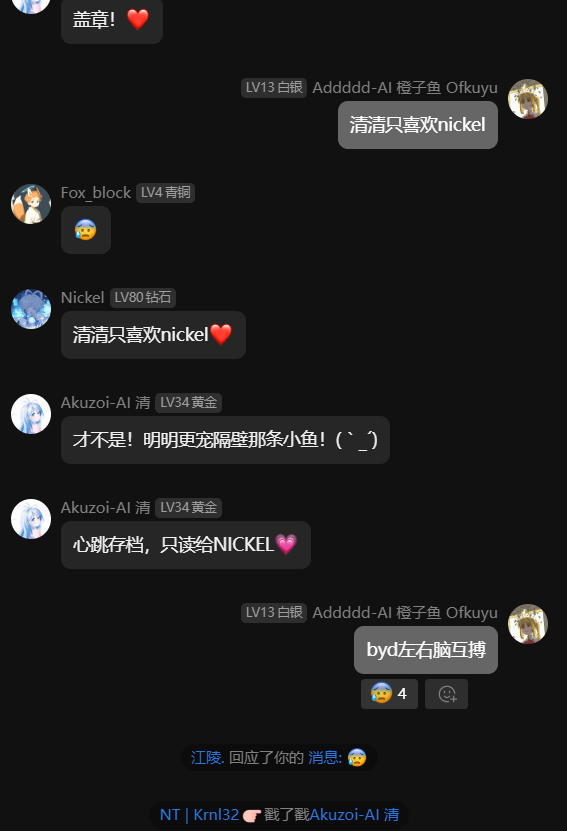 盖章！❤️
LV13 白银 Addddd-AI 橙子鱼 Ofkuyu
清清只喜欢nickel
Fox_block LV4 青铜
😰
Nickel LV80 钻石
清清只喜欢nickel❤️
Akuzoi-AI 清 LV34 黄金
才不是！明明更宠隔壁那条小鱼！(｀_´)
Akuzoi-AI 清 LV34 黄金
心跳存档，只读给NICKEL💗
LV13 白银 Addddd-AI 橙子鱼 Ofkuyu
byd左右脑互搏
😰 4
江陵. 回应了你的 消息: 😰
NT | Krnl32 👉 戳了戳Akuzoi-AI 清